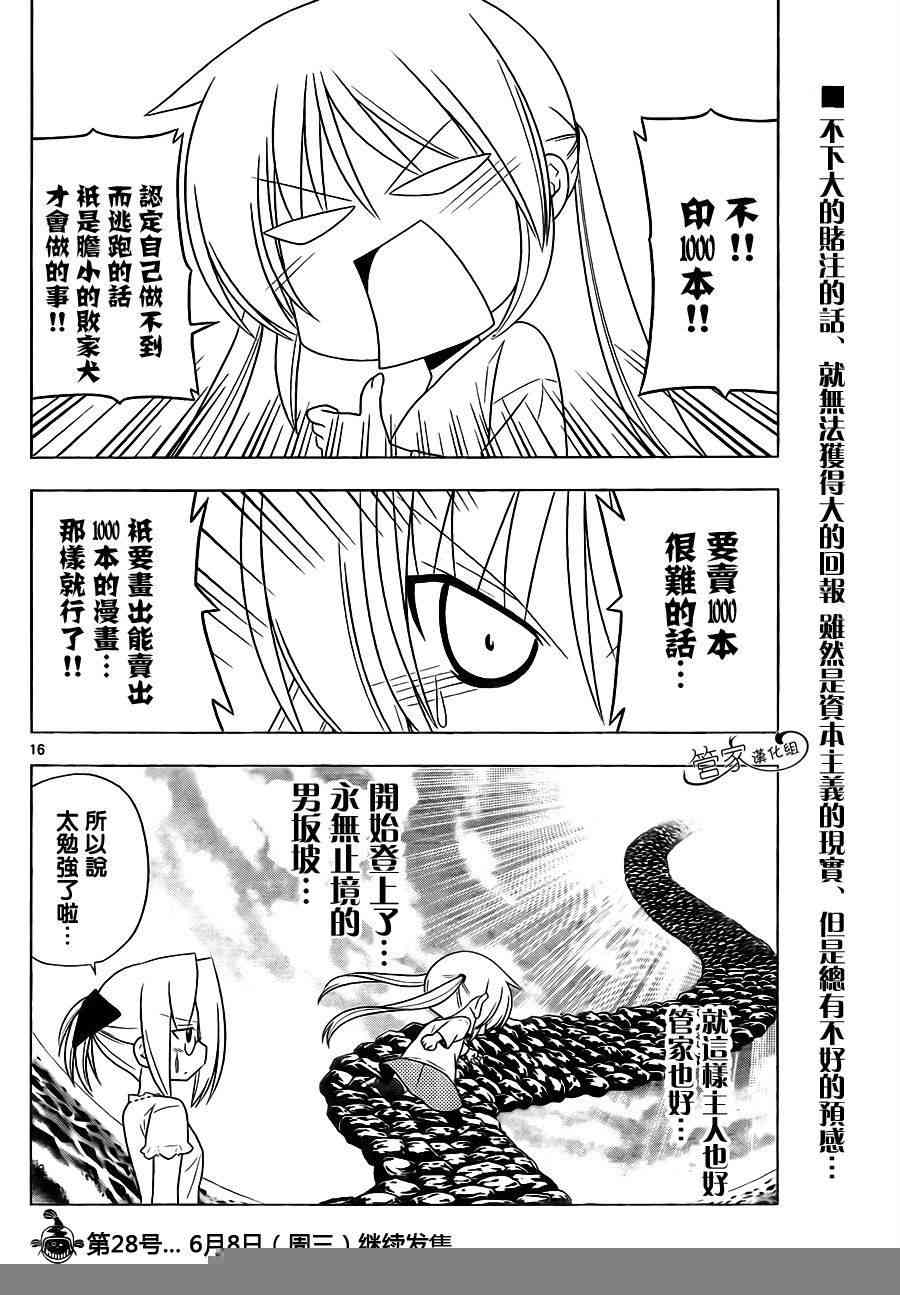 不!!
印1000本!!
認定自己做不到
而逃跑的話
祇是膽小的敗家犬
才會做的事!!
要賣1000本
很難的話…
祇要畫出能賣出
1000本的漫畫…
那樣就行了!!
16
管家漢化組
開始登上了…
永無止境的
男坂坡…
就這樣主人也好
管家也好…
所以說
太勉強了啦…
■不下大的賭注的話、就無法獲得大的回報 雖然是資本主義的現實、但是總有不好的預感…
第28号... 6月8日（周三）继续发售